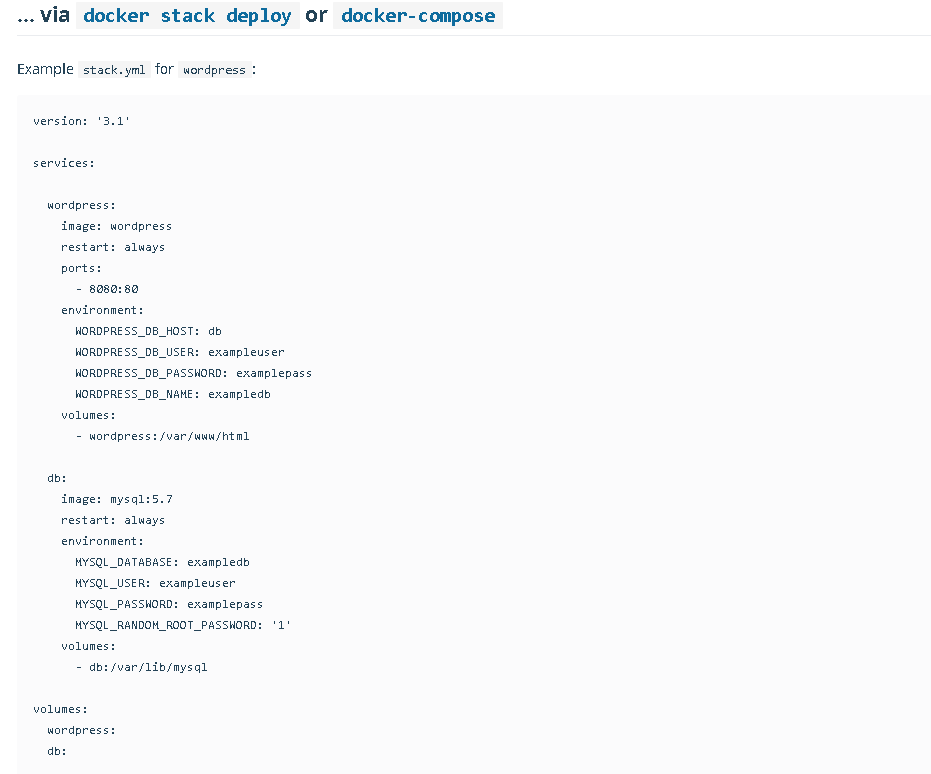 ... via docker stack deploy or docker-compose
Example stack.yml for wordpress :
version: '3.1'
services:
  wordpress:
    image: wordpress
    restart: always
    ports:
      - 8080:80
    environment:
      WORDPRESS_DB_HOST: db
      WORDPRESS_DB_USER: exampleuser
      WORDPRESS_DB_PASSWORD: examplepass
      WORDPRESS_DB_NAME: exampledb
    volumes:
      - wordpress:/var/www/html
  db:
    image: mysql:5.7
    restart: always
    environment:
      MYSQL_DATABASE: exampledb
      MYSQL_USER: exampleuser
      MYSQL_PASSWORD: examplepass
      MYSQL_RANDOM_ROOT_PASSWORD: '1'
    volumes:
      - db:/var/lib/mysql
volumes:
  wordpress:
  db: